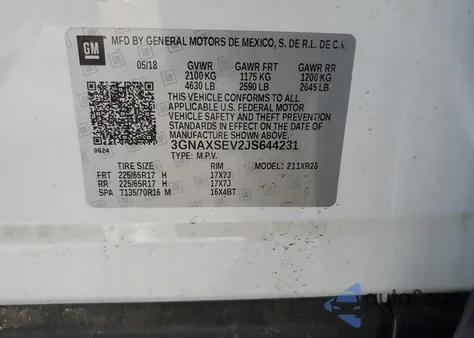 GM
MFD BY GENERAL MOTORS DE MEXICO, S. DE R.L. DE C.V.
05/18 GVWR GAWR FRT GAWR RR
2100 KG 1175 KG 1200 KG
4630 LB 2590 LB 2645 LB
THIS VEHICLE CONFORMS TO ALL
APPLICABLE U.S. FEDERAL MOTOR
VEHICLE SAFETY AND THEFT PREVENTION
STANDARDS IN EFFECT ON THE DATE OF
MANUFACTURE SHOWN ABOVE.
8624 3GNAXSEV2JS644231
TYPE: M.P.V. MODEL: 211XR26
TIRE SIZE RIM
FRT 225/65R17 H 17X7J
RR 225/65R17 H 17X7J
SPA T135/70R16 M 16X4BT